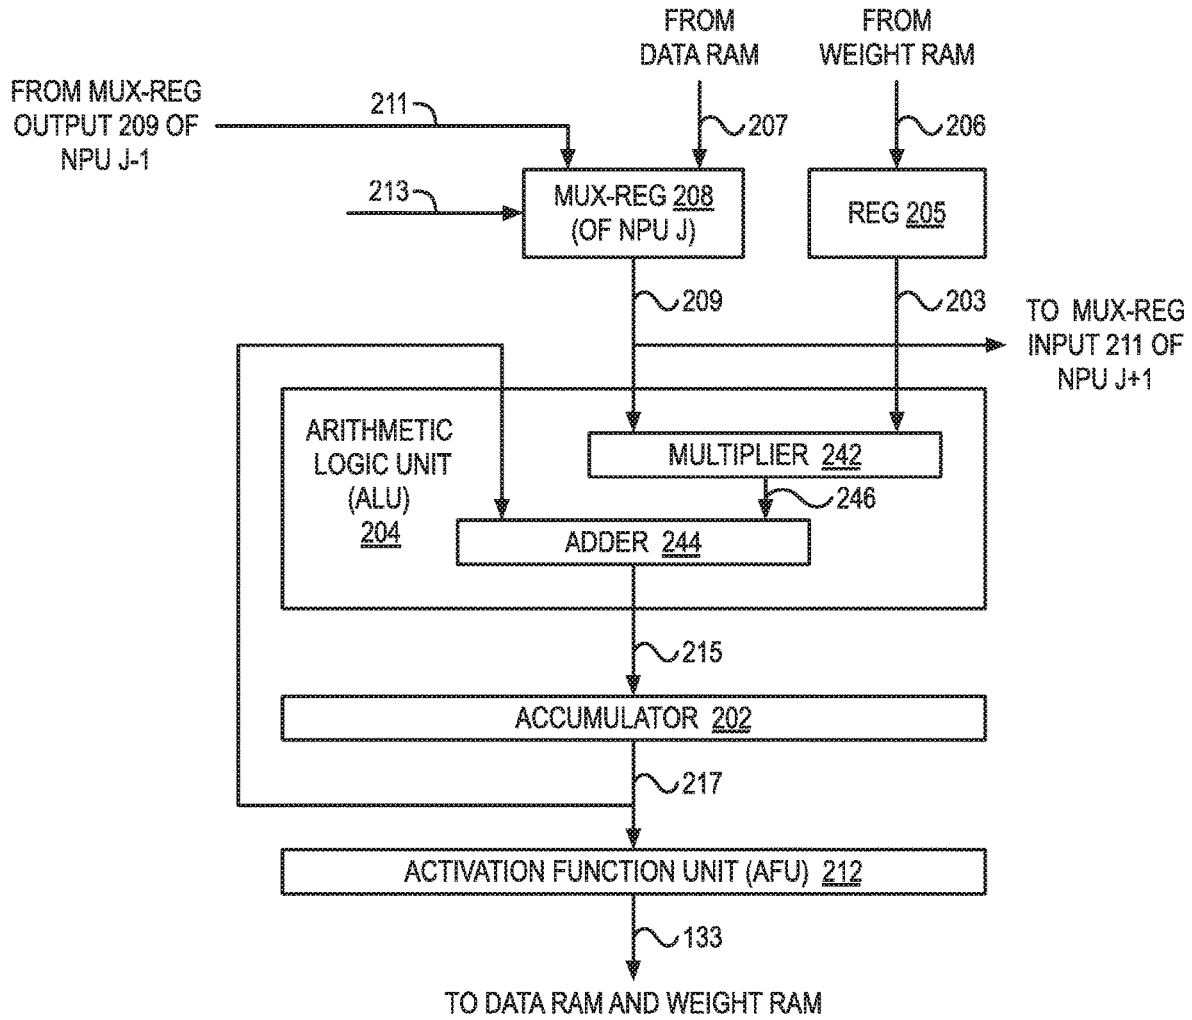 FROM
DATA RAM
FROM
WEIGHT RAM
FROM MUX-REG
OUTPUT 209 OF
NPU J-1
211
207
206
213
MUX-REG 208
(OF NPU J)
REG 205
209
203
TO MUX-REG
INPUT 211 OF
NPU J+1
ARITHMETIC
LOGIC UNIT
(ALU)
204
MULTIPLIER 242
246
ADDER 244
215
ACCUMULATOR 202
217
ACTIVATION FUNCTION UNIT (AFU) 212
133
TO DATA RAM AND WEIGHT RAM